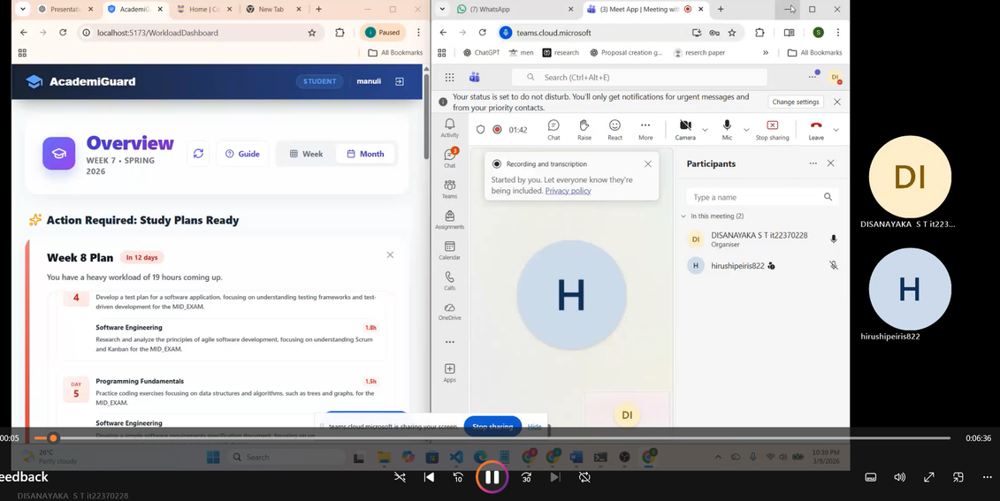 Presentatic
AcademiG
Home | Co
New Tab
localhost:5173/WorkloadDashboard
Paused
All Bookmarks
AcademiGuard
STUDENT
manuli
Overview
WEEK 7 • SPRING
2026
Guide
Week
Month
Action Required: Study Plans Ready
Week 8 Plan
In 12 days
You have a heavy workload of 19 hours coming up.
4
Develop a test plan for a software application, focusing on understanding testing frameworks and test-
driven development for the MID_EXAM.
Software Engineering
1.8h
Research and analyze the principles of agile software development, focusing on understanding Scrum
and Kanban for the MID_EXAM.
DAY
5
Programming Fundamentals
1.5h
Practice coding exercises focusing on data structures and algorithms, such as trees and graphs, for the
MID_EXAM.
Software Engineering
(7) WhatsApp
(3) Meet App | Meeting with
teams.cloud.microsoft
S
ChatGPT
men
research
Proposal creation g...
reserch paper
»
All Bookmarks
Search (Ctrl+Alt+E)
DI
Your status is set to do not disturb. You'll only get notifications for urgent messages and
from your priority contacts.
Change settings
Activity
3
Chat
Teams
Assignments
Calendar
Calls
OneDrive
Apps
01:42
Chat
Raise
React
More
Camera
Mic
Stop sharing
Leave
Recording and transcription
Started by you. Let everyone know they're
being included. Privacy policy
H
DI
Participants
Type a name
In this meeting (2)
DI
DISANAYAKA S T it22370228
Organiser
H
hirushipeiris822
teams.cloud.microsoft is sharing your screen.
Stop sharing
Hide
DI
DISANAYAKA S T it223...
H
hirushipeiris822
00:05
0:06:36
26°C
Partly cloudy
Search
10:39 PM
3/9/2026
eedback
10
30
DISANAYAKA S T it22370228